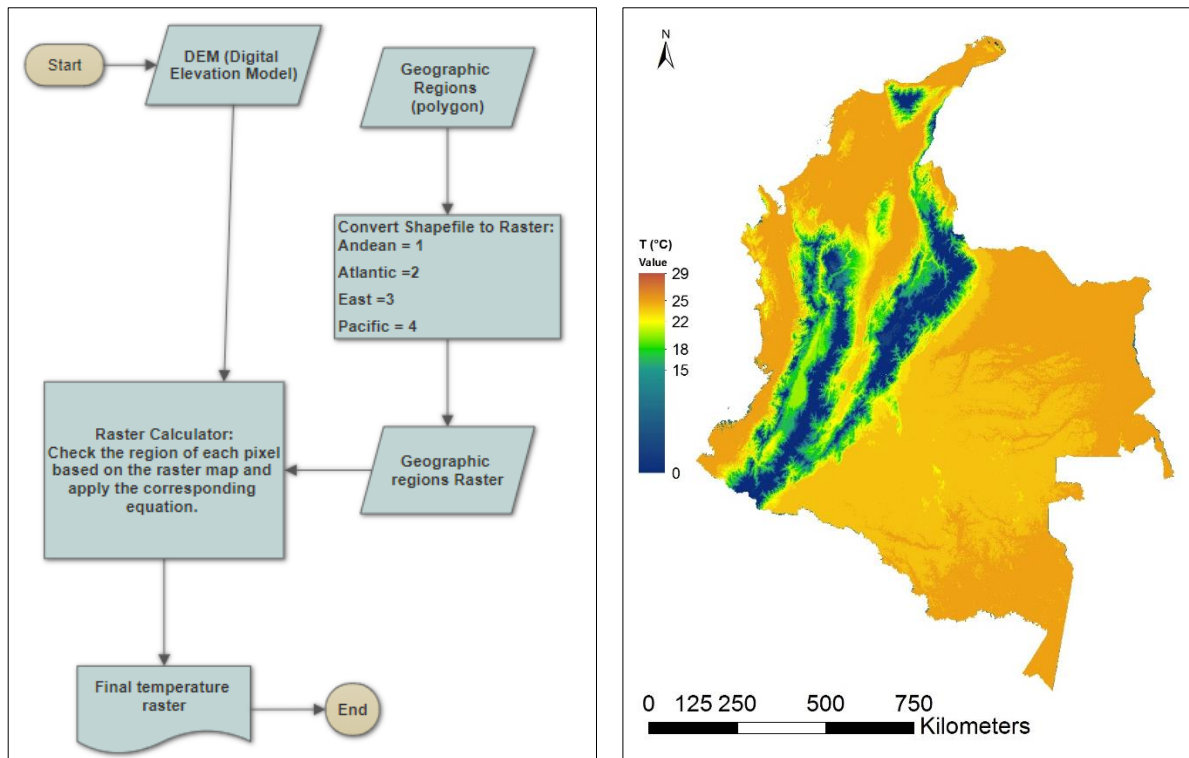 Start
DEM (Digital
Elevation Model)
Geographic
Regions
(polygon)
Convert Shapefile to Raster:
Andean = 1
Atlantic =2
East =3
Pacific = 4
Raster Calculator:
Check the region of each pixel
based on the raster map and
apply the corresponding
equation.
Geographic
regions Raster
Final temperature
raster
End
N
T (°C)
Value
29
25
22
18
15
0
0 125 250 500 750
Kilometers